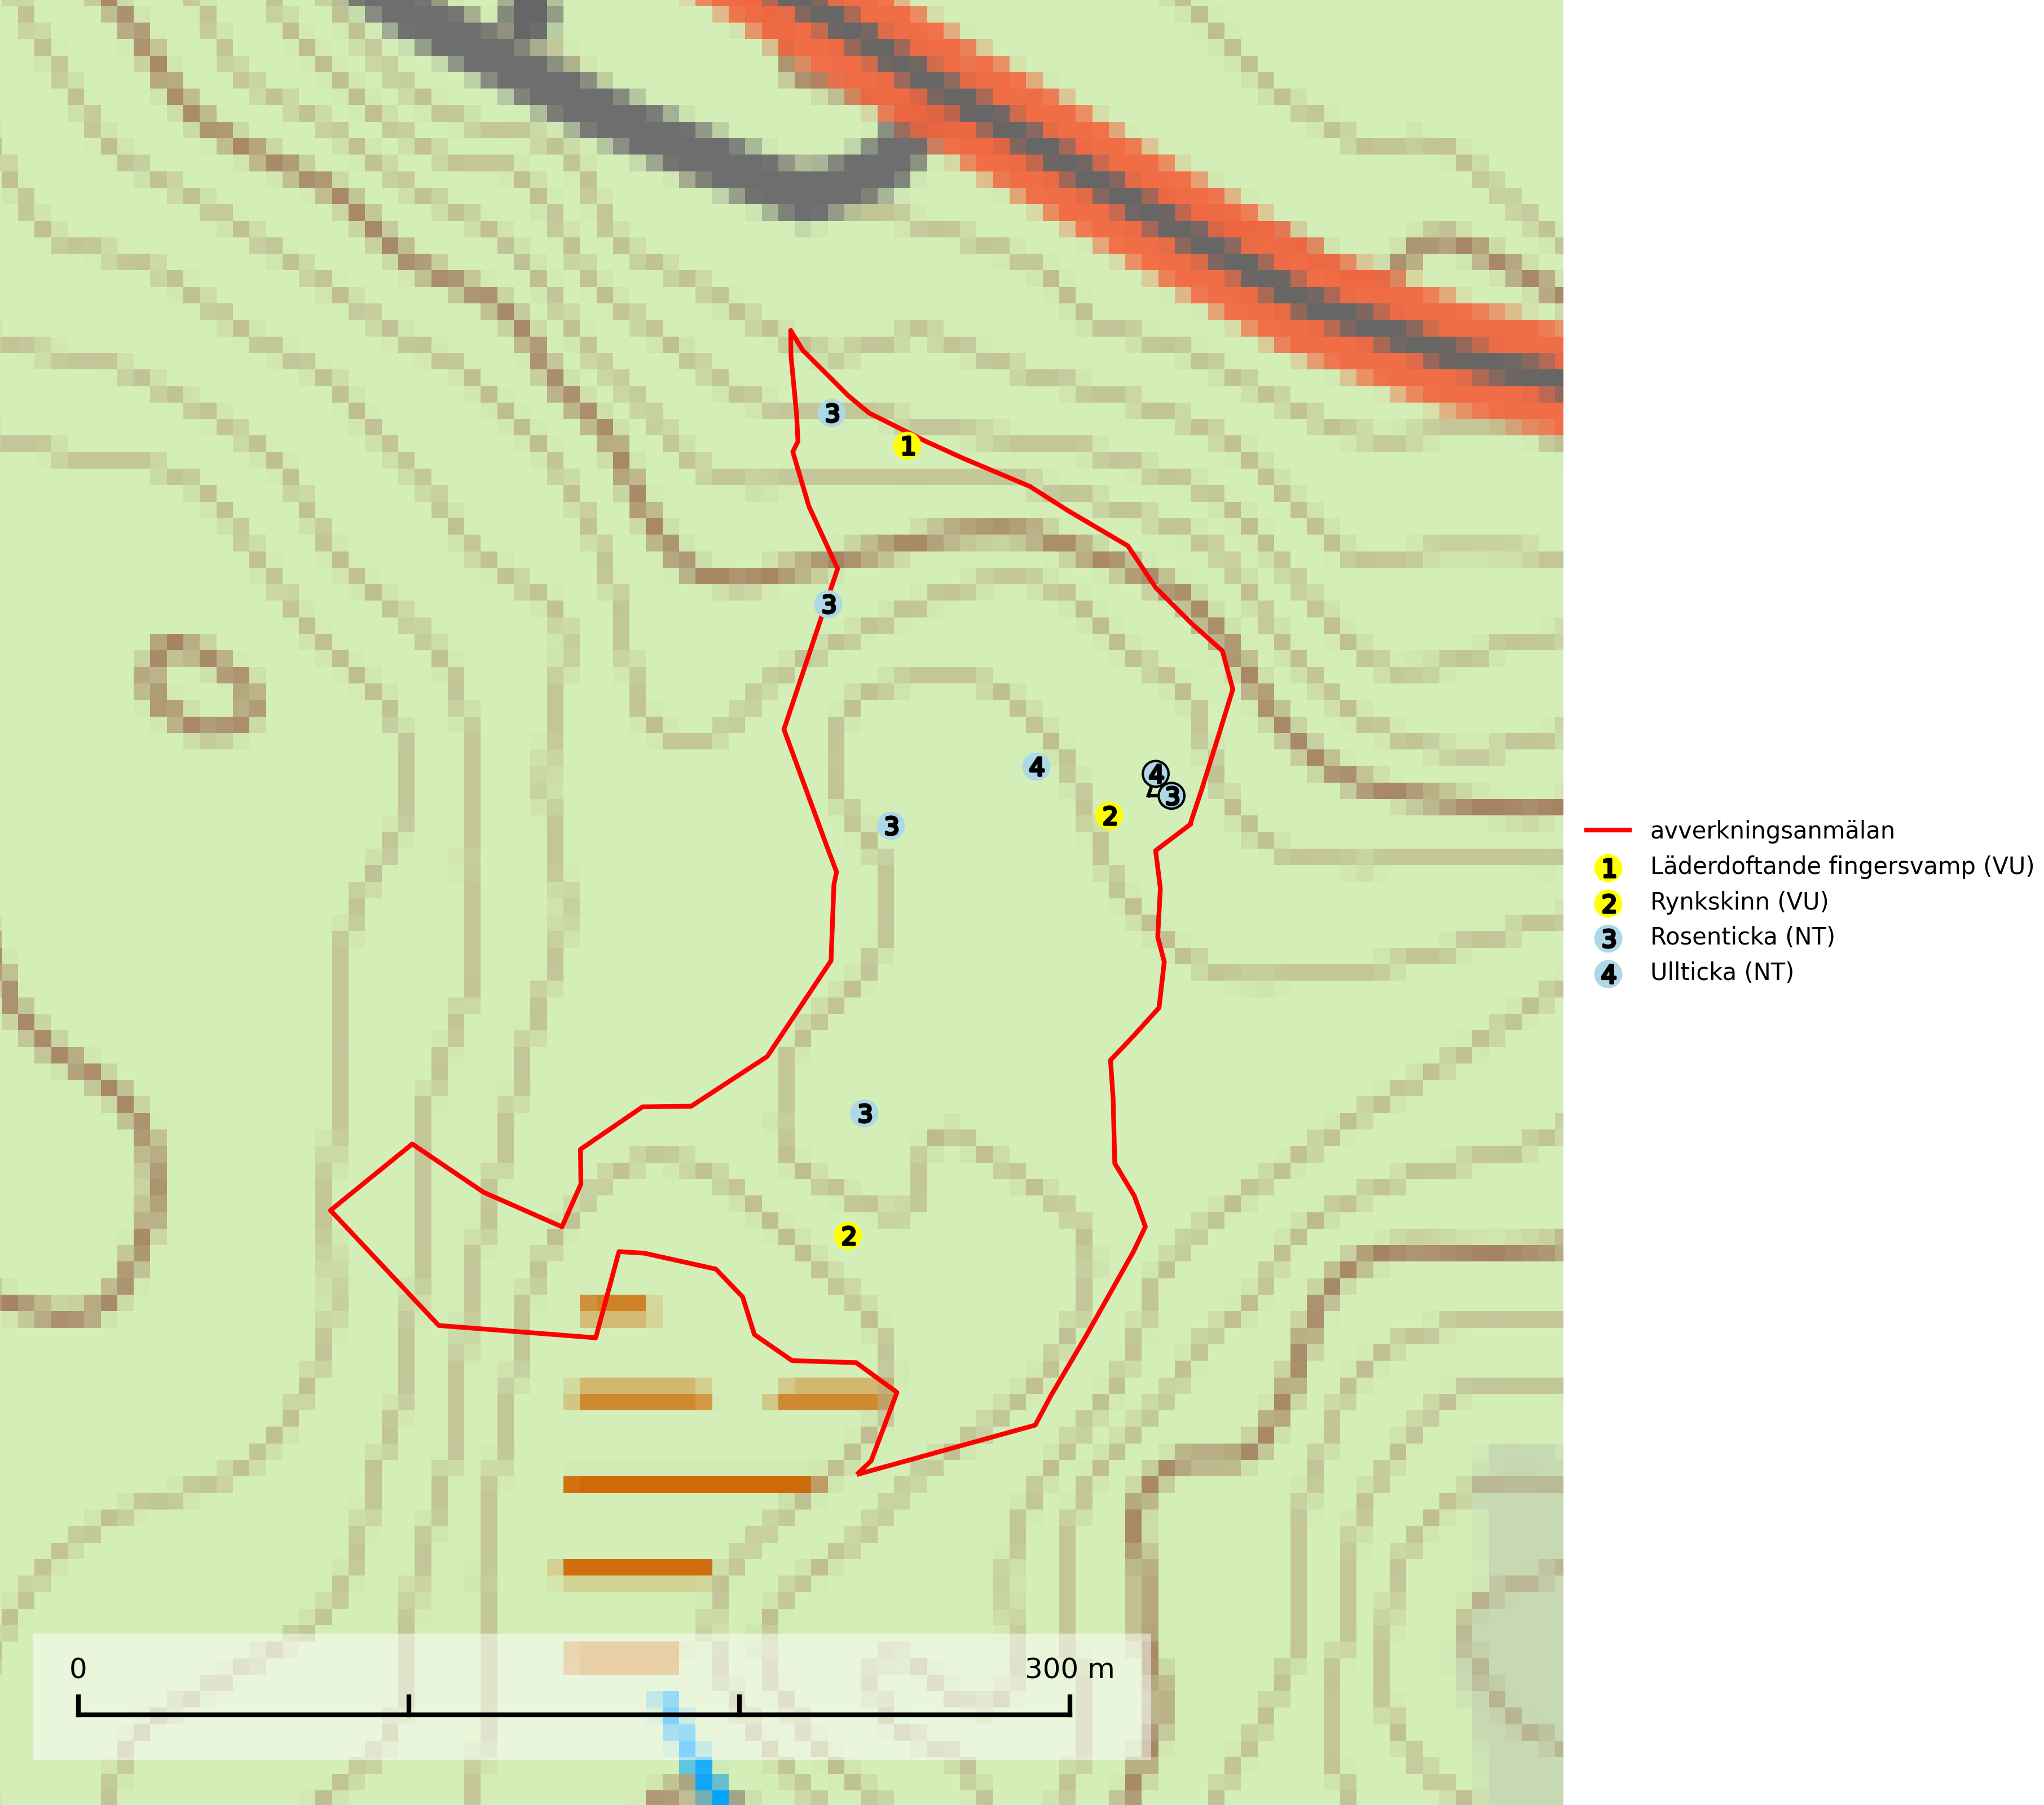 3
1
3
4
4
3
2
3
3
2
avverkningsanmälan
1 Läderdoftande fingersvamp (VU)
2 Rynkskinn (VU)
3 Rosenticka (NT)
4 Ullticka (NT)
0 300 m